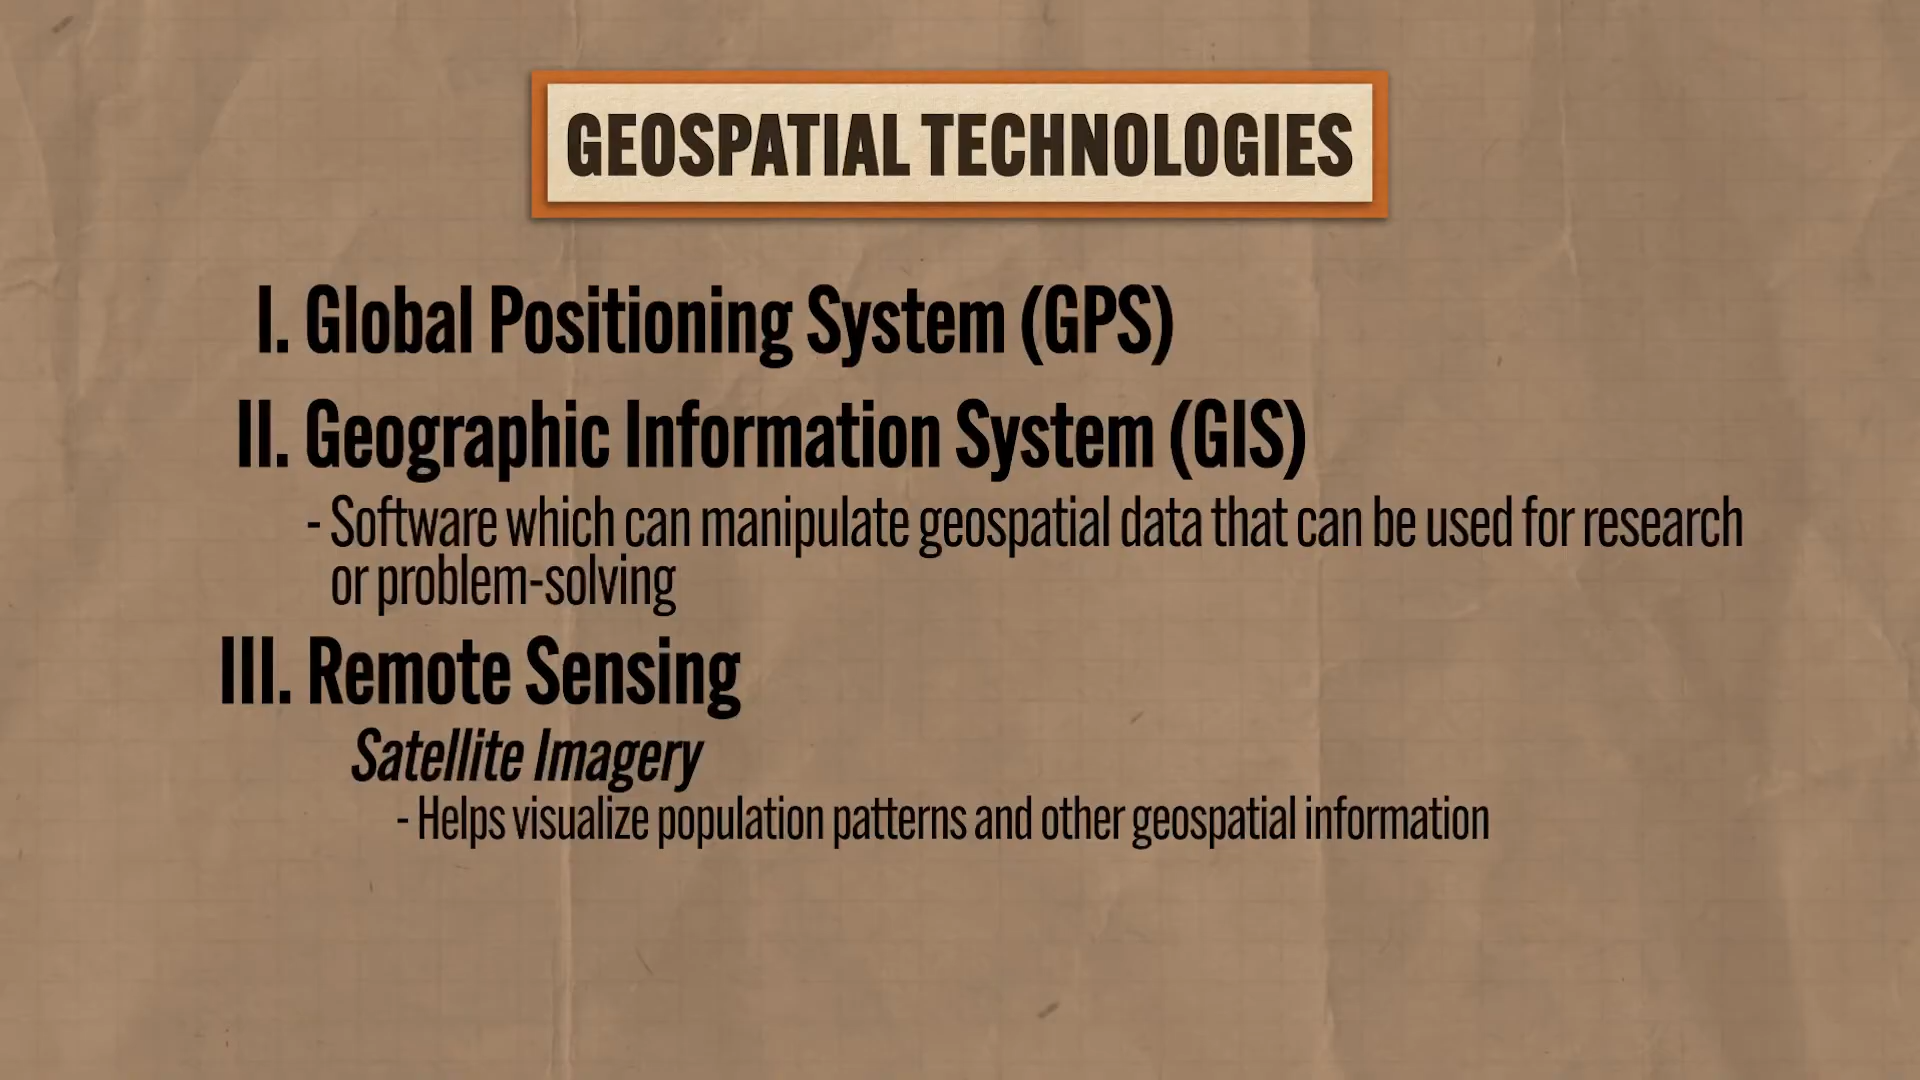 GEOSPATIAL TECHNOLOGIES
I. Global Positioning System (GPS)
II. Geographic Information System (GIS)
- Software which can manipulate geospatial data that can be used for research
or problem-solving
III. Remote Sensing
Satellite Imagery
- Helps visualize population patterns and other geospatial information